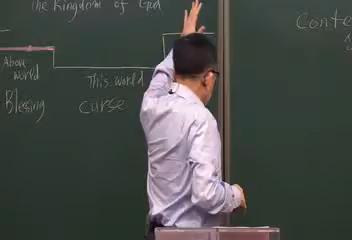 The Kingdom of God
Above
world
This world
Blessing
Curse
Conte